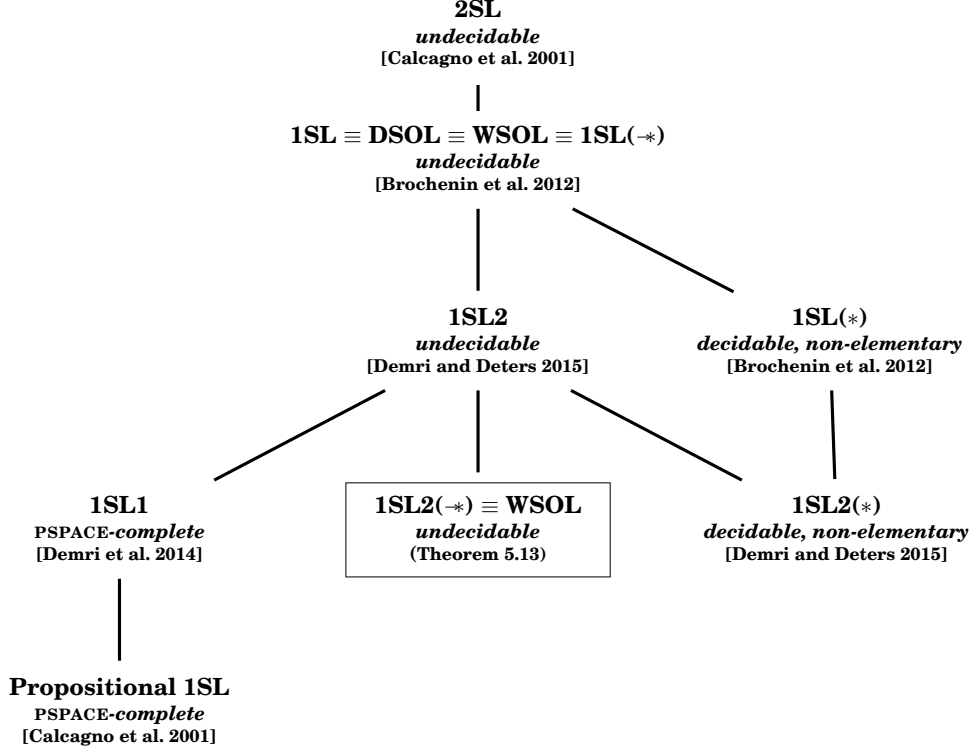 2SL
undecidable
[Calcagno et al. 2001]
1SL ≡ DSOL ≡ WSOL ≡ 1SL(-∗)
undecidable
[Brochenin et al. 2012]
1SL2
undecidable
[Demri and Deters 2015]
1SL(∗)
decidable, non-elementary
[Brochenin et al. 2012]
1SL1
PSPACE-complete
[Demri et al. 2014]
1SL2(-∗) ≡ WSOL
undecidable
(Theorem 5.13)
1SL2(∗)
decidable, non-elementary
[Demri and Deters 2015]
Propositional 1SL
PSPACE-complete
[Calcagno et al. 2001]